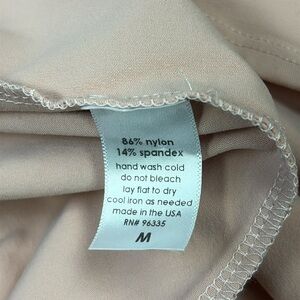 86% nylon
14% spandex
hand wash cold
do not bleach
lay flat to dry
cool iron as needed
made in the USA
RN# 96335
M